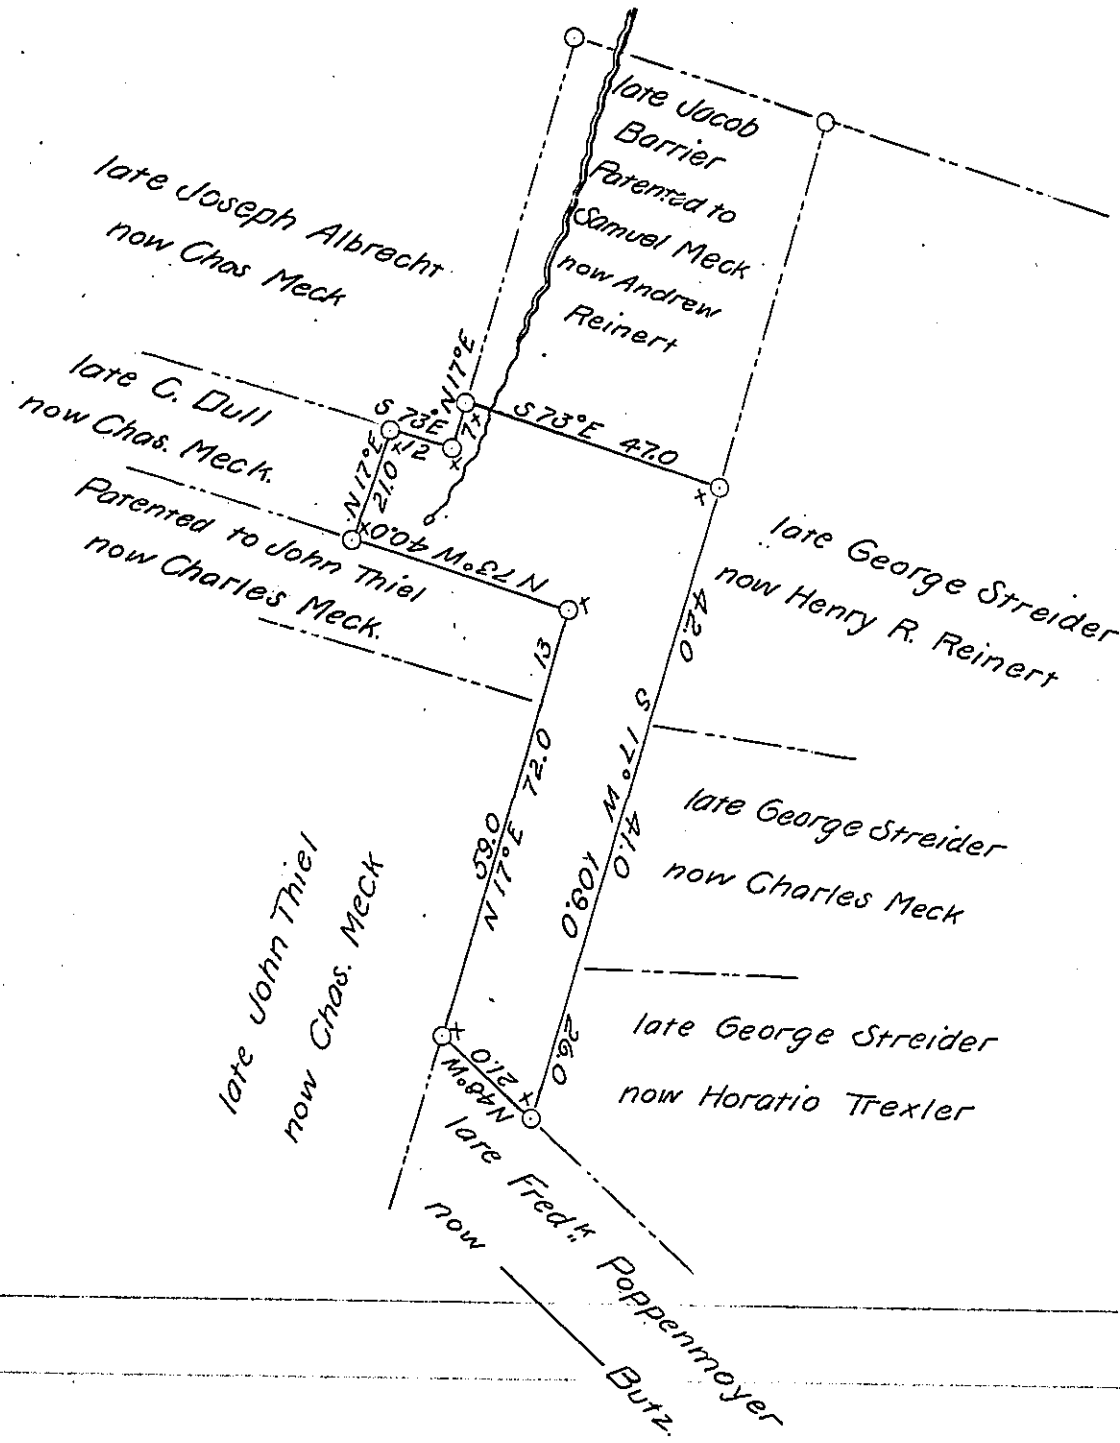 late Jacob
Barrier
Patented to
Samuel Meck
now Andrew
Reinert
late Joseph Albrecht
now Chas Meck
late C. Dull
now Chas. Meck.
Patented to John Thiel
now Charles Meck.
N 17°E
7
S 73°E
12
N 17°E
21.0
S 73°E 47.0
N 73°W 40.0
late George Streider
now Henry R. Reinert
42.0
S 17° W
109.0
41.0
26.0
13
N 17°E 72.0
59.0
late George Streider
now Charles Meck
late John Thiel
now Chas. Meck
late George Streider
now Horatio Trexler
N 48°W
21.0
late Fred'k Poppenmoyer
now Butz.